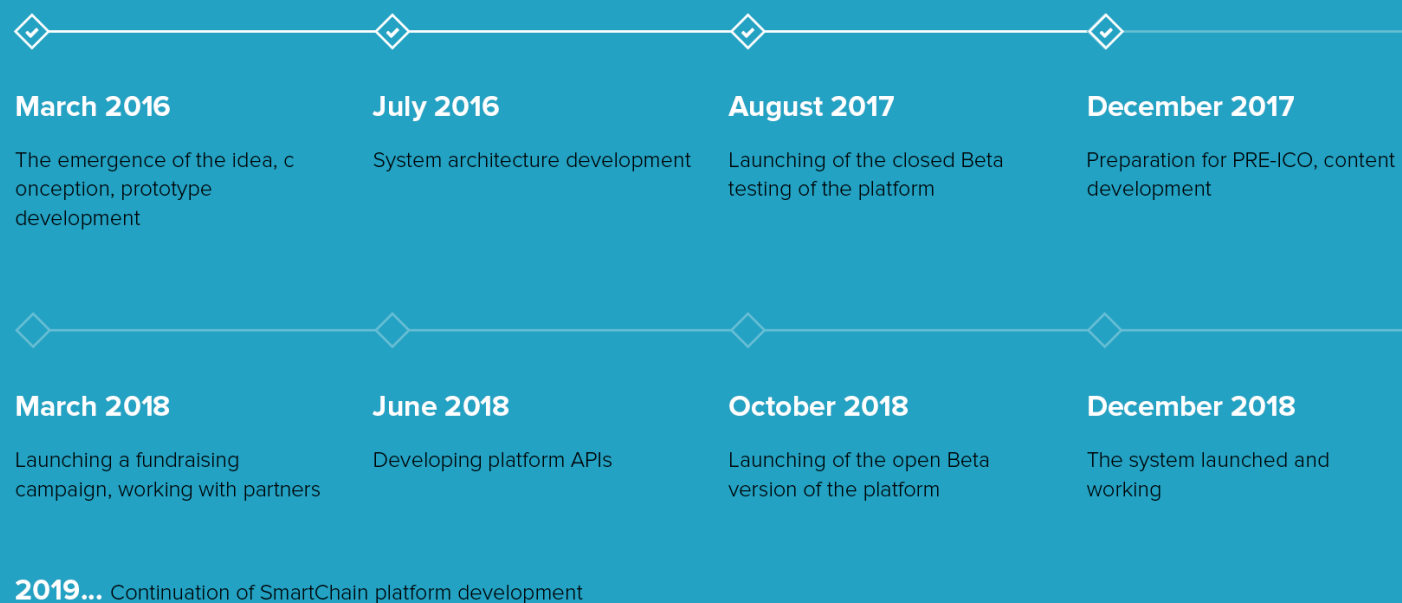 March 2016
The emergence of the idea, c
onception, prototype
development
July 2016
System architecture development
August 2017
Launching of the closed Beta
testing of the platform
December 2017
Preparation for PRE-ICO, content
development
March 2018
Launching a fundraising
campaign, working with partners
June 2018
Developing platform APIs
October 2018
Launching of the open Beta
version of the platform
December 2018
The system launched and
working
2019... Continuation of SmartChain platform development